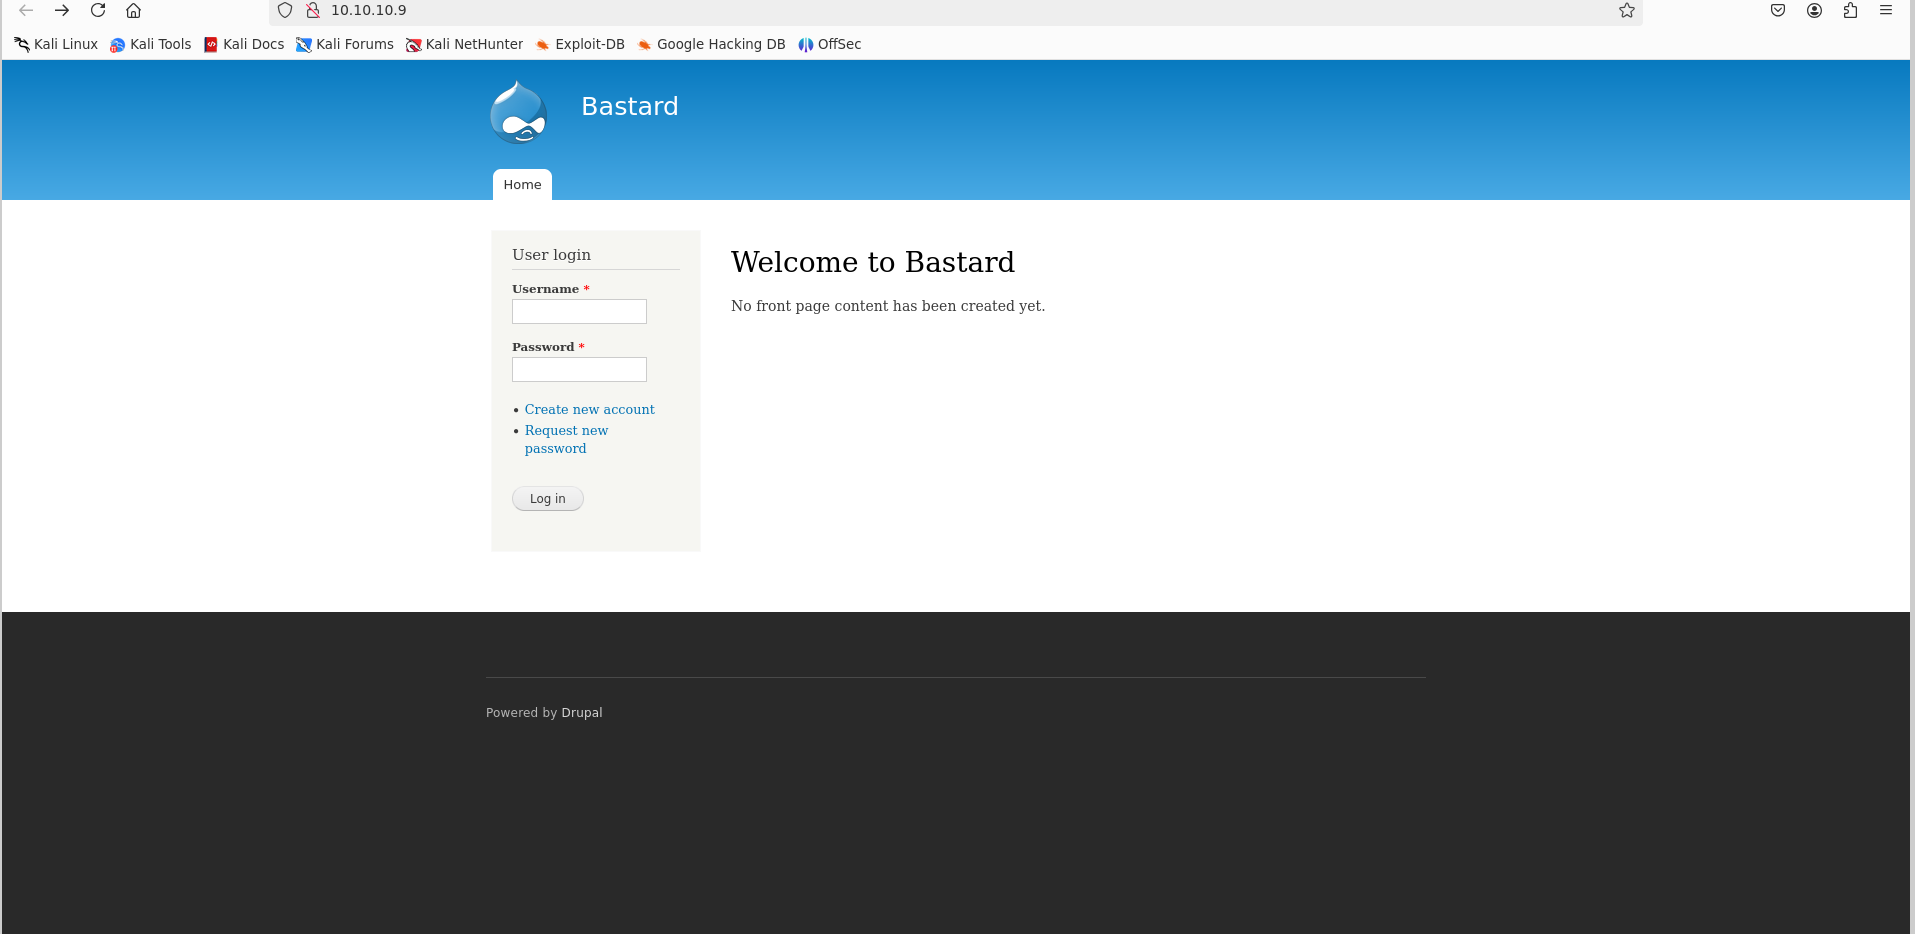 10.10.10.9
Kali Linux Kali Tools Kali Docs Kali Forums Kali NetHunter Exploit-DB Google Hacking DB OffSec
Bastard
Home
User login
Username *
Password *
Create new account
Request new
password
Log in
Welcome to Bastard
No front page content has been created yet.
Powered by Drupal